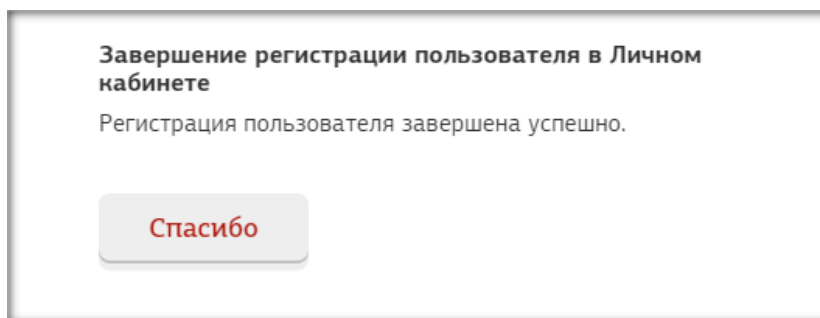 Завершение регистрации пользователя в Личном
кабинете
Регистрация пользователя завершена успешно.
Спасибо